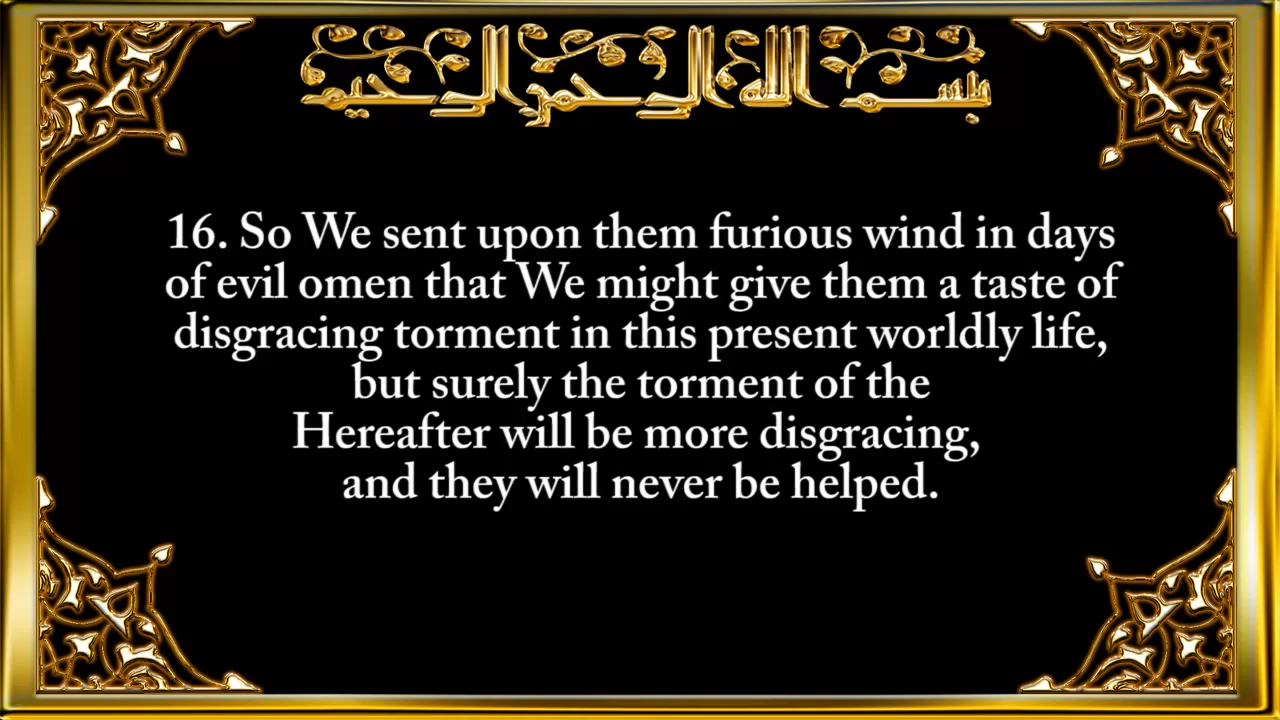 بسم الله الرحمن الرحيم
16. So We sent upon them furious wind in days
of evil omen that We might give them a taste of
disgracing torment in this present worldly life,
but surely the torment of the
Hereafter will be more disgracing,
and they will never be helped.